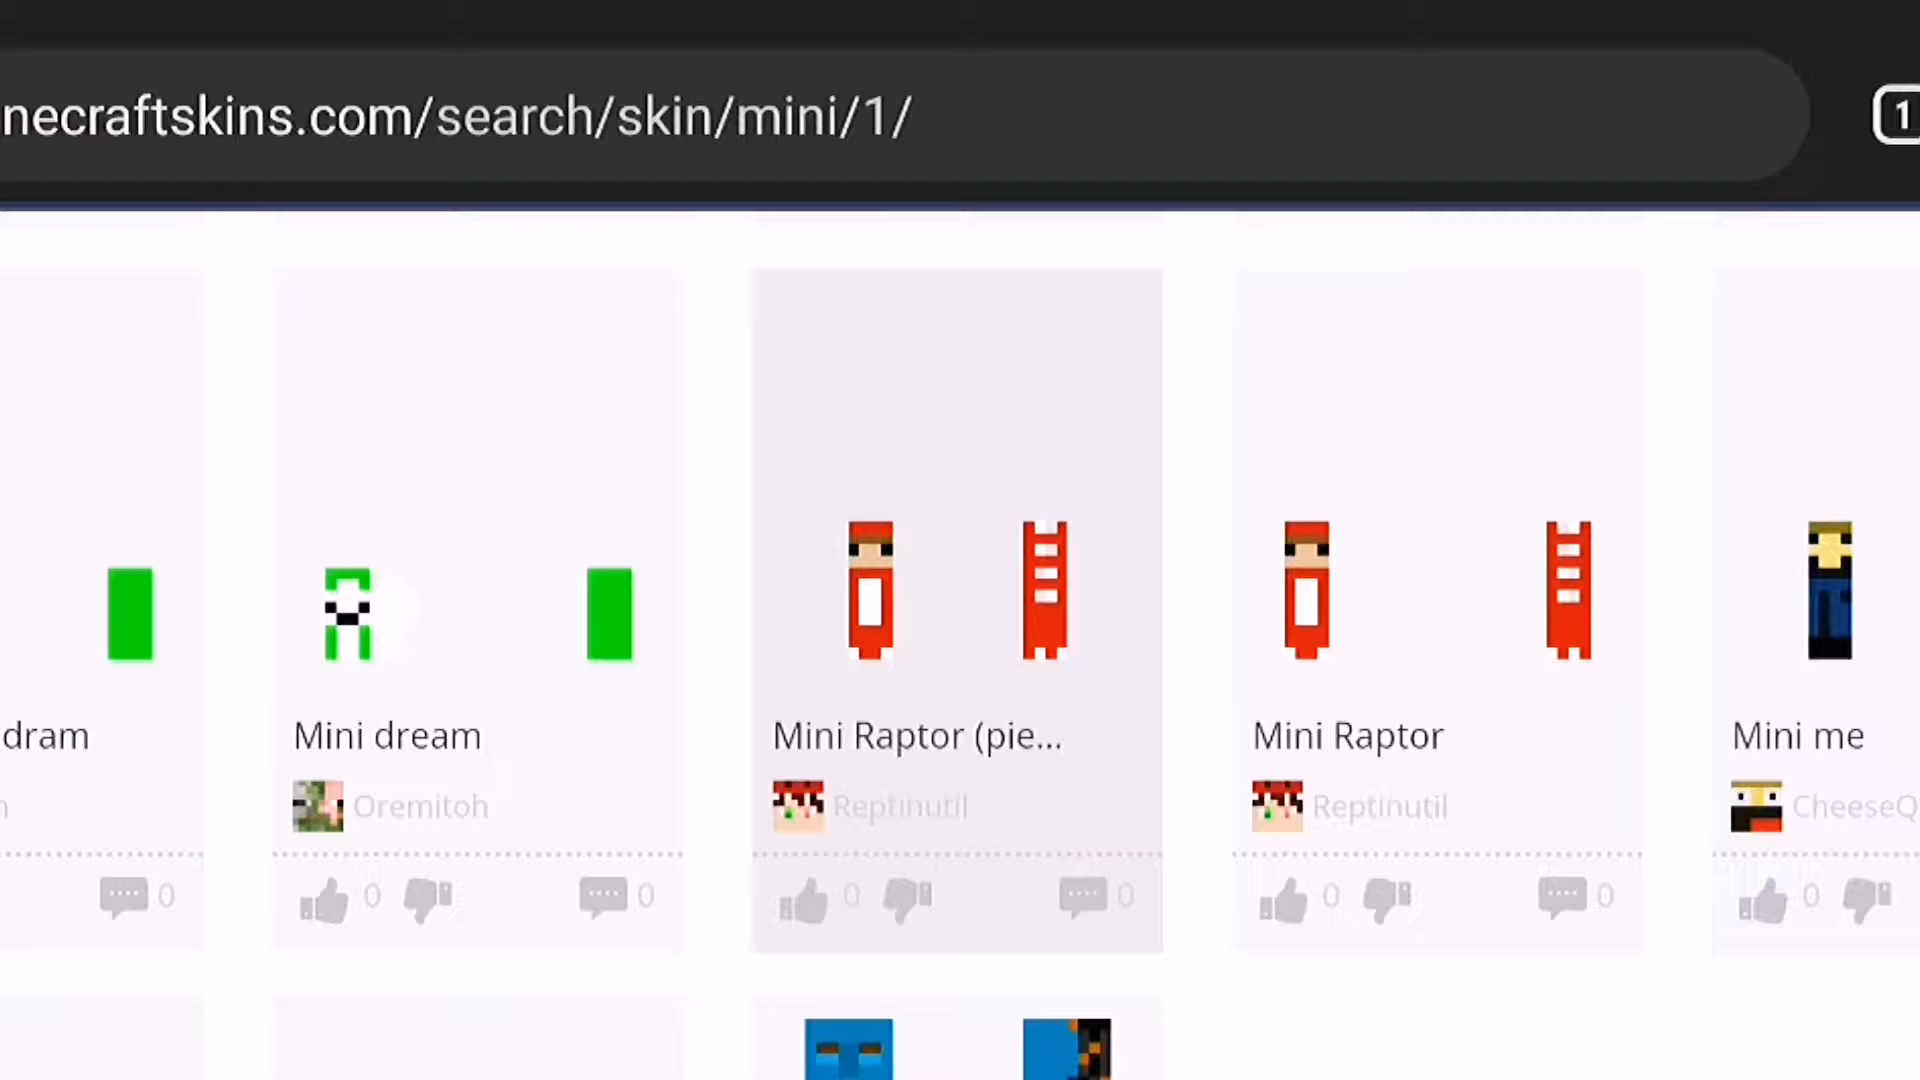 necraftskins.com/search/skin/mini/1/
1
dram
Mini dream
Mini Raptor (pie...
Mini Raptor
Mini me
Oremitoh
Reptinutil
Reptinutil
CheeseQ
0
0
0
0
0
0
0
0